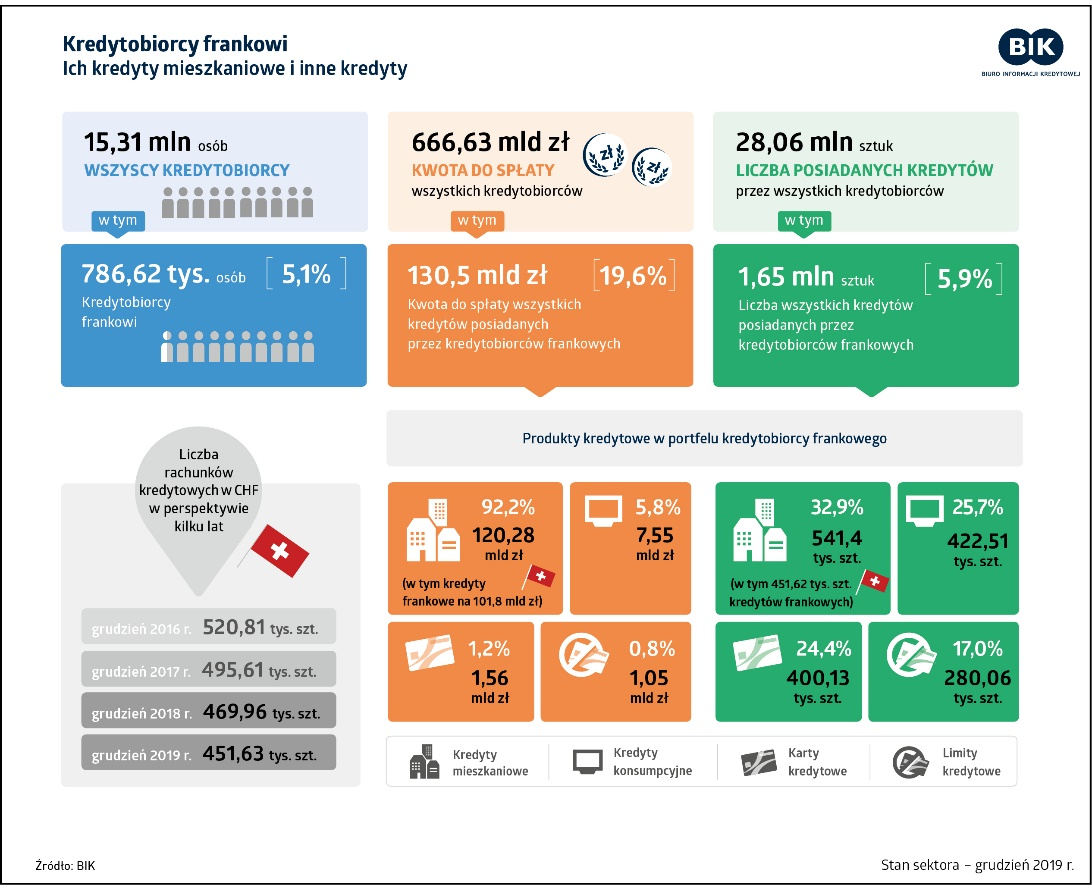 Kredytobiorcy frankowi
Ich kredyty mieszkaniowe i inne kredyty
BIK
BIURO INFORMACJI KREDYTOWEJ
15,31 mln osób
WSZYSCY KREDYTOBIORCY
w tym
786,62 tys. osób [ 5,1% ]
Kredytobiorcy
frankowi
666,63 mld zł
zł
zł
KWOTA DO SPŁATY
wszystkich kredytobiorców
w tym
130,5 mld zł [19,6%]
Kwota do spłaty wszystkich
kredytów posiadanych
przez kredytobiorców frankowych
28,06 mln sztuk
LICZBA POSIADANYCH KREDYTÓW
przez wszystkich kredytobiorców
w tym
1,65 mln sztuk [ 5,9% ]
Liczba wszystkich kredytów
posiadanych przez
kredytobiorców frankowych
Liczba
rachunków
kredytowych w CHF
w perspektywie
kilku lat
grudzień 2016 r. 520,81 tys. szt.
grudzień 2017 r. 495,61 tys. szt.
grudzień 2018 r. 469,96 tys. szt.
grudzień 2019 r. 451,63 tys. szt.
Produkty kredytowe w portfelu kredytobiorcy frankowego
92,2%
120,28
mld zł
(w tym kredyty
frankowe na 101,8 mld zł)
5,8%
7,55
mld zł
1,2%
1,56
mld zł
0,8%
1,05
mld zł
32,9%
541,4
tys. szt.
(w tym 451,62 tys. szt.
kredytów frankowych)
25,7%
422,51
tys. szt.
24,4%
400,13
tys. szt.
17,0%
280,06
tys. szt.
Kredyty
mieszkaniowe
Kredyty
konsumpcyjne
Karty
kredytowe
Limity
kredytowe
Źródło: BIK
Stan sektora – grudzień 2019 r.